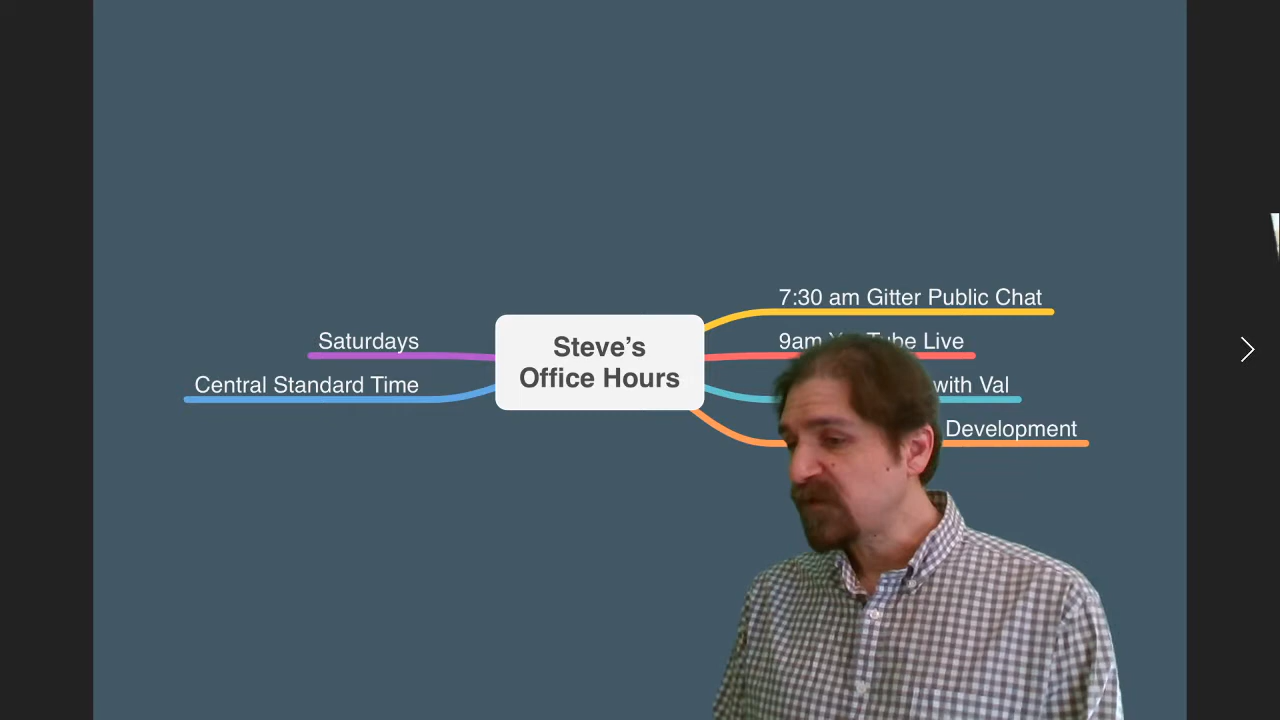 Steve’s
Office Hours
Saturdays
Central Standard Time
7:30 am Gitter Public Chat
9am Live
with Val
Development